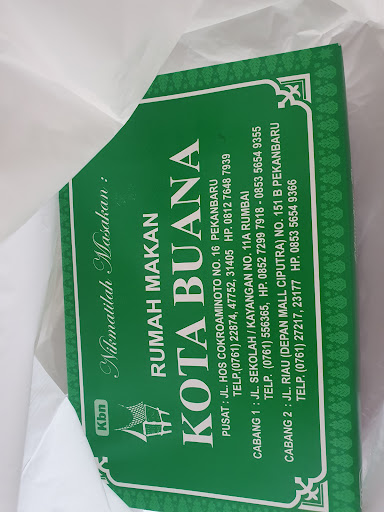 Kbn
Nikmatilah Masakan :
RUMAH MAKAN
KOTA BUANA
PUSAT : JL. HOS COKROAMINOTO NO. 16 PEKANBARU
TELP.(0761) 22874, 47752, 31405 HP. 0812 7648 7939
CABANG 1 : JL. SEKOLAH / KAYANGAN NO. 11A RUMBAI
TELP. (0761) 556365, HP. 0852 7299 7918 - 0853 5654 9355
CABANG 2 : JL. RIAU (DEPAN MALL CIPUTRA) NO. 151 B PEKANBARU
TELP. (0761) 27217, 23177 HP. 0853 5654 9366